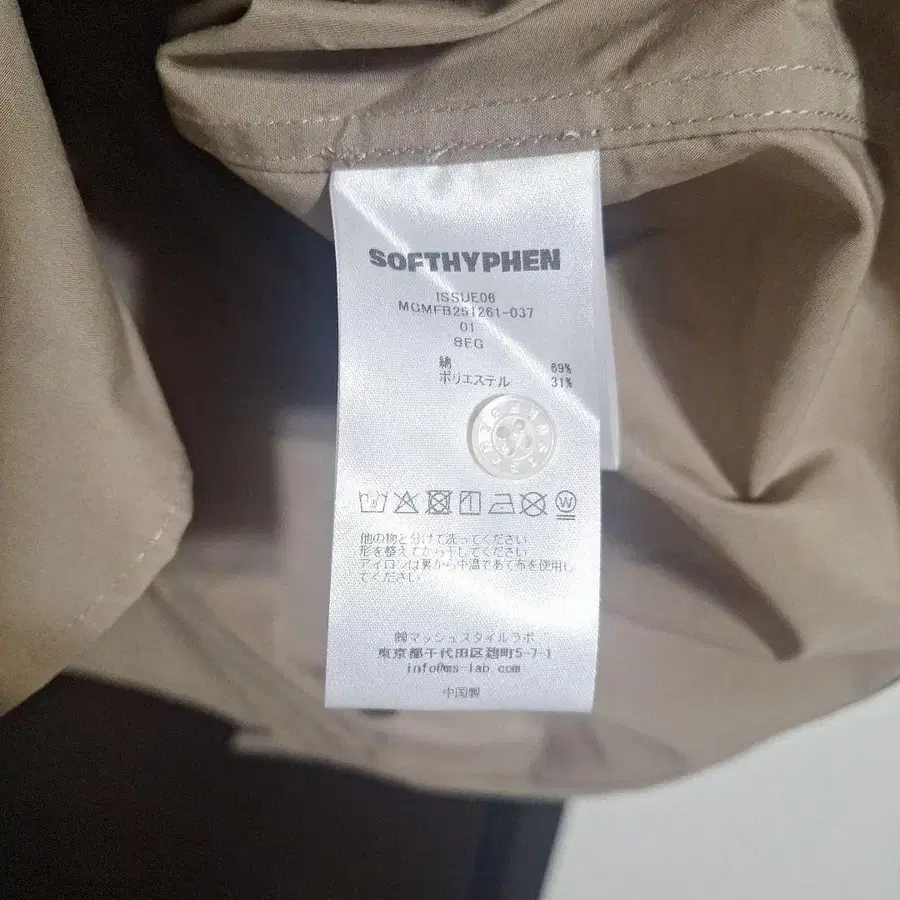 SOFTHYPHEN
ISSUE06
MGMFB251261-037
01
BEG
綿 69%
ポリエステル 31%
W
他の物と分けて洗ってください
形を整えてから干してください
アイロンは裏から中温であて布を使用し
てください
㈱マッシュスタイルラボ
東京都千代田区麹町5-7-1
info@ms-lab.com
中国製